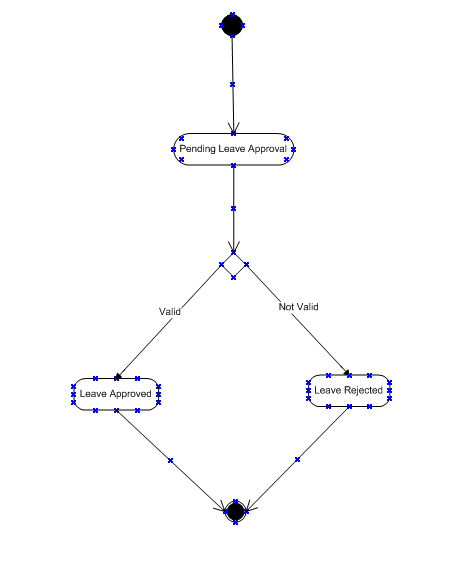 Pending Leave Approval
Valid
Not Valid
Leave Approved
Leave Rejected